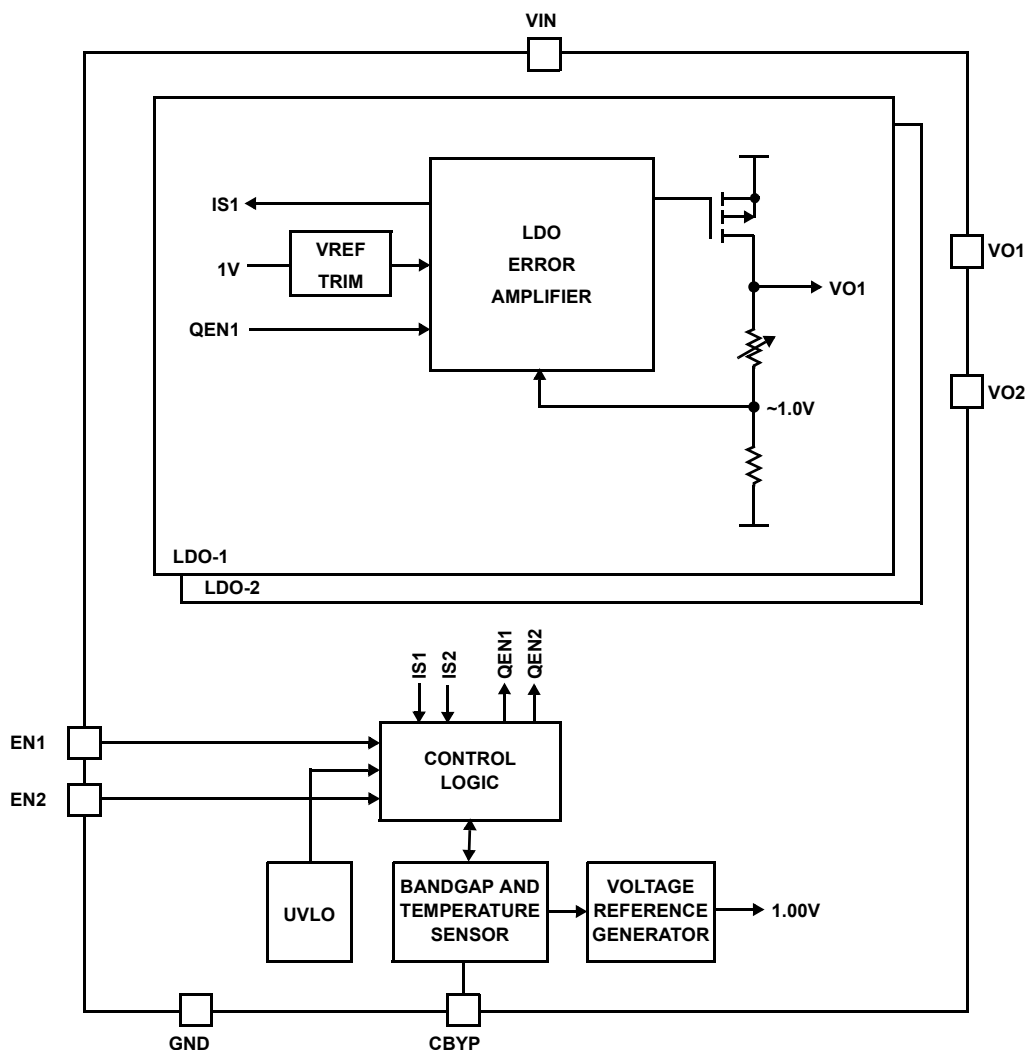 VIN
IS1
1V
VREF
TRIM
QEN1
LDO
ERROR
AMPLIFIER
VO1
~1.0V
LDO-1
LDO-2
VO1
VO2
IS1
IS2
QEN1
QEN2
EN1
EN2
CONTROL
LOGIC
UVLO
BANDGAP AND
TEMPERATURE
SENSOR
VOLTAGE
REFERENCE
GENERATOR
1.00V
GND
CBYP